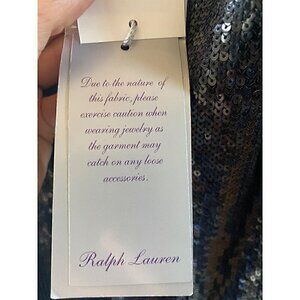 Due to the nature of
this fabric, please
exercise caution when
wearing jewelry as
the garment may
catch on any loose
accessories.
Ralph Lauren